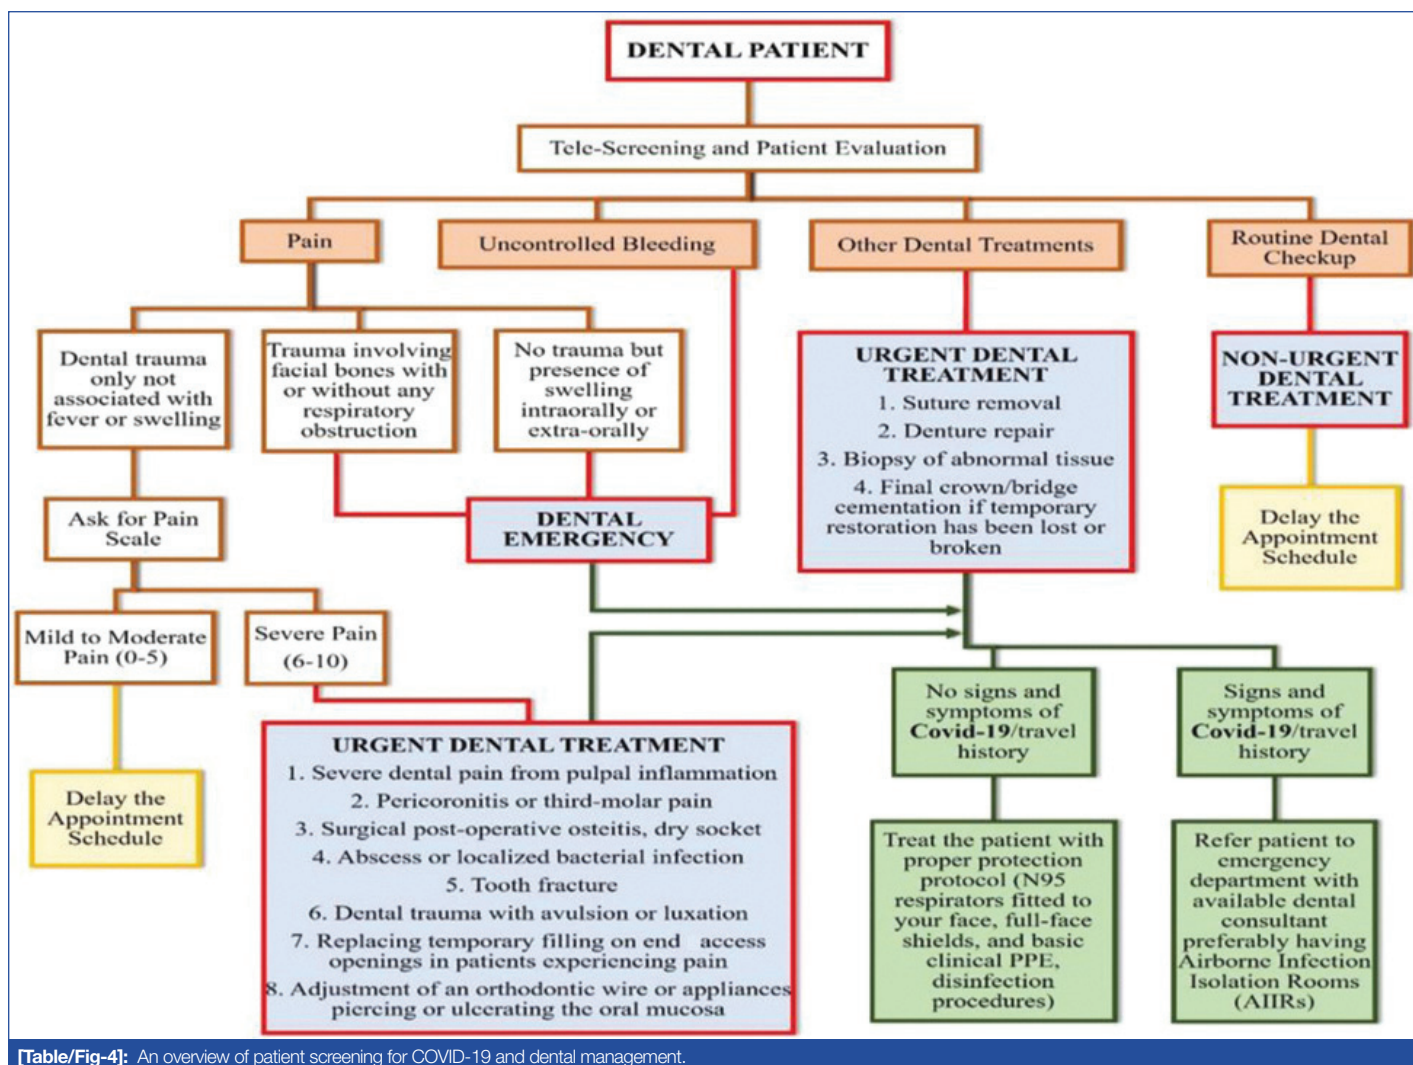 DENTAL PATIENT
Tele-Screening and Patient Evaluation
Pain
Uncontrolled Bleeding
Other Dental Treatments
Routine Dental
Checkup
Dental trauma
only not
associated with
fever or swelling
Trauma involving
facial bones with
or without any
respiratory
obstruction
No trauma but
presence of
swelling
intraorally or
extra-orally
URGENT DENTAL
TREATMENT
1. Suture removal
2. Denture repair
3. Biopsy of abnormal tissue
4. Final crown/bridge
cementation if temporary
restoration has been lost or
broken
NON-URGENT
DENTAL
TREATMENT
Ask for Pain
Scale
DENTAL
EMERGENCY
Delay the
Appointment
Schedule
Mild to Moderate
Pain (0-5)
Severe Pain
(6-10)
Delay the
Appointment
Schedule
URGENT DENTAL TREATMENT
1. Severe dental pain from pulpal inflammation
2. Pericoronitis or third-molar pain
3. Surgical post-operative osteitis, dry socket
4. Abscess or localized bacterial infection
5. Tooth fracture
6. Dental trauma with avulsion or luxation
7. Replacing temporary filling on end access
openings in patients experiencing pain
8. Adjustment of an orthodontic wire or appliances
piercing or ulcerating the oral mucosa
No signs and
symptoms of
Covid-19/travel
history
Signs and
symptoms of
Covid-19/travel
history
Treat the patient with
proper protection
protocol (N95
respirators fitted to
your face, full-face
shields, and basic
clinical PPE,
disinfection
procedures)
Refer patient to
emergency
department with
available dental
consultant
preferably having
Airborne Infection
Isolation Rooms
(AIIRs)
[Table/Fig-4]: An overview of patient screening for COVID-19 and dental management.